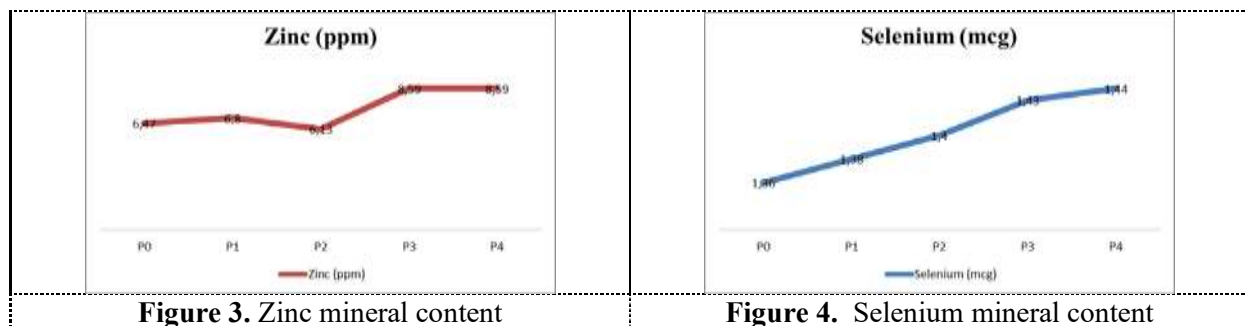 Zinc (ppm)
6,47
6,8
6,13
8,59
8,59
P0 P1 P2 P3 P4
Zinc (ppm)
Figure 3. Zinc mineral content
Selenium (mcg)
1,36
1,38
1,4
1,43
1,44
P0 P1 P2 P3 P4
Selenium (mcg)
Figure 4. Selenium mineral content